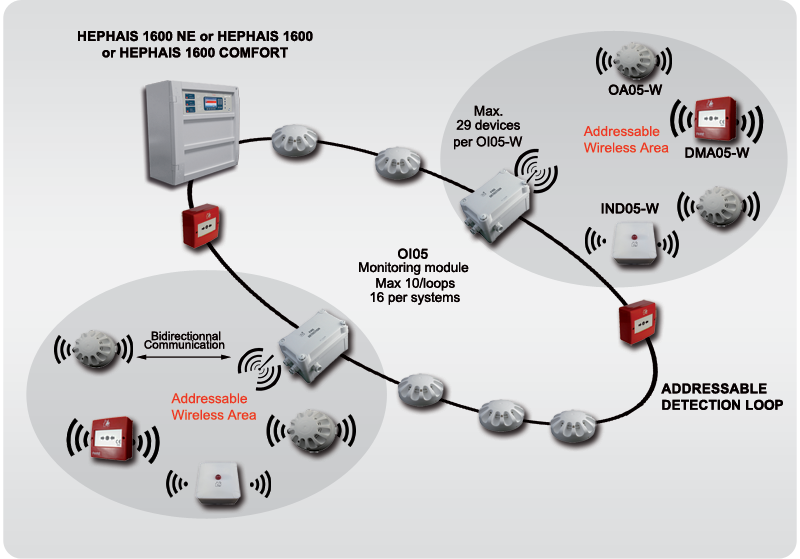 HEPHAIS 1600 NE or HEPHAIS 1600
or HEPHAIS 1600 COMFORT
Max.
29 devices
per OI05-W
OA05-W
Addressable
Wireless Area
DMA05-W
IND05-W
OI05
Monitoring module
Max 10/loops
16 per systems
Bidirectionnal
Communication
Addressable
Wireless Area
ADDRESSABLE
DETECTION LOOP